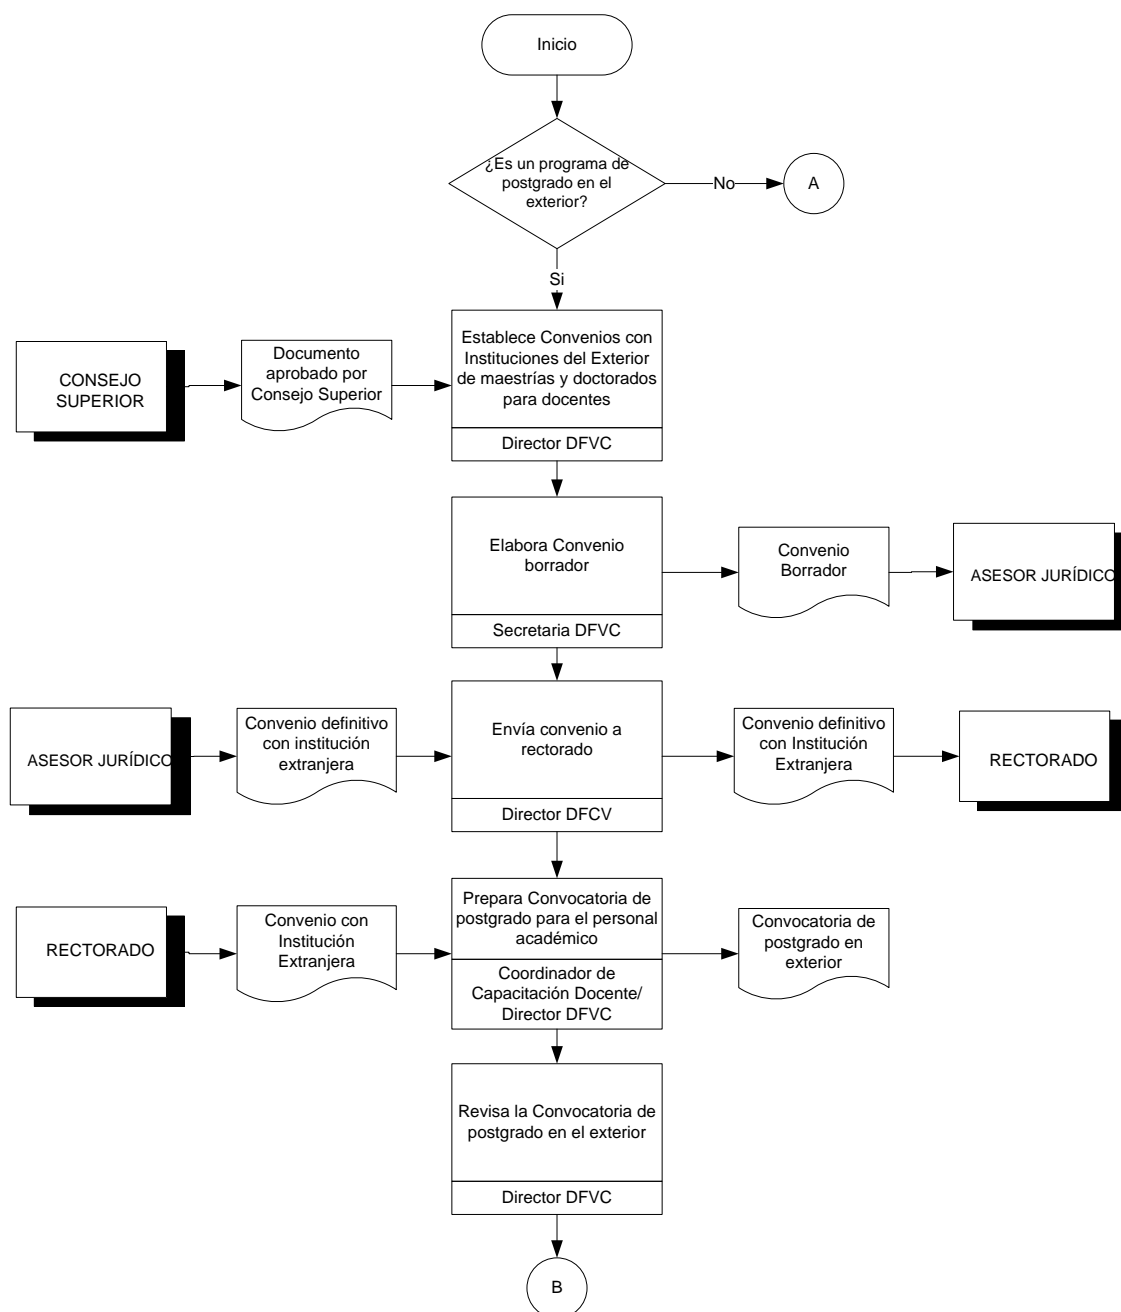 Inicio
¿Es un programa de
postgrado en el
exterior?
No
A
Si
CONSEJO
SUPERIOR
Documento
aprobado por
Consejo Superior
Establece Convenios con
Instituciones del Exterior
de maestrías y doctorados
para docentes
Director DFVC
Elabora Convenio
borrador
Secretaria DFVC
Convenio
Borrador
ASESOR JURÍDICO
ASESOR JURÍDICO
Convenio definitivo
con institución
extranjera
Envía convenio a
rectorado
Director DFCV
Convenio definitivo
con Institución
Extranjera
RECTORADO
RECTORADO
Convenio con
Institución
Extranjera
Prepara Convocatoria de
postgrado para el personal
académico
Coordinador de
Capacitación Docente/
Director DFVC
Convocatoria de
postgrado en
exterior
Revisa la Convocatoria de
postgrado en el exterior
Director DFVC
B